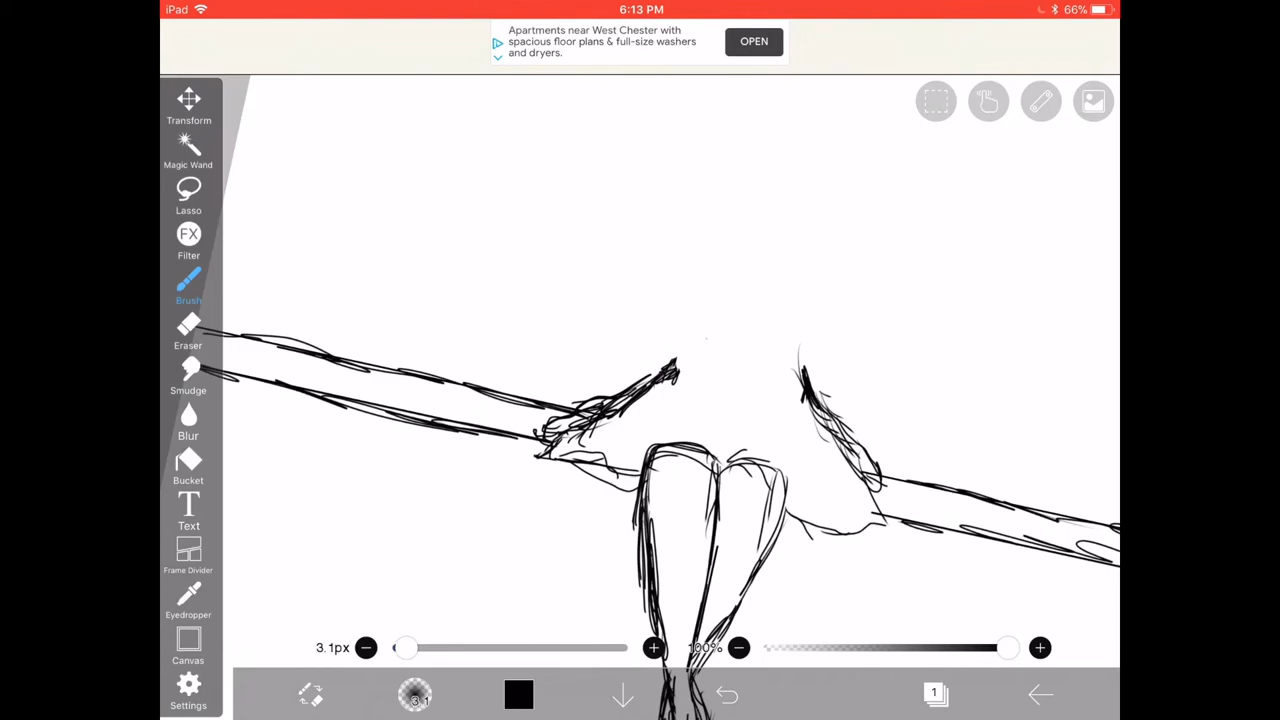 iPad 6:13 PM 66%
Apartments near West Chester with
spacious floor plans & full-size washers
and dryers.
OPEN
Transform
Magic Wand
Lasso
FX
Filter
Brush
Eraser
Smudge
Blur
Bucket
T
Text
Frame Divider
Eyedropper
Canvas
Settings
3.1px 100%
3.1 1